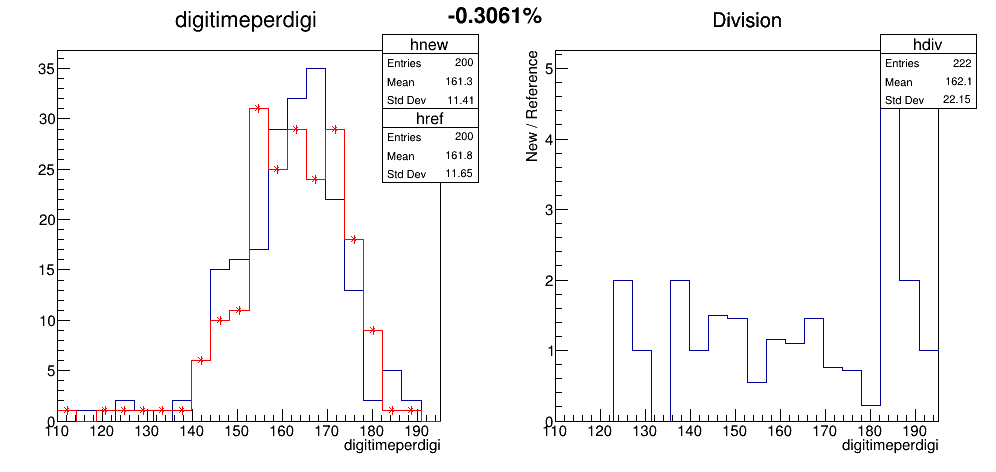 digitimeperdigi
-0.3061%
Division
hnew
Entries 200
Mean 161.3
Std Dev 11.41
href
Entries 200
Mean 161.8
Std Dev 11.65
35
30
25
20
15
10
5
0
110 120 130 140 150 160 170 180 190
digitimeperdigi
hdiv
Entries 222
Mean 162.1
Std Dev 22.15
New / Reference
5
4
3
2
1
0
110 120 130 140 150 160 170 180 190
digitimeperdigi